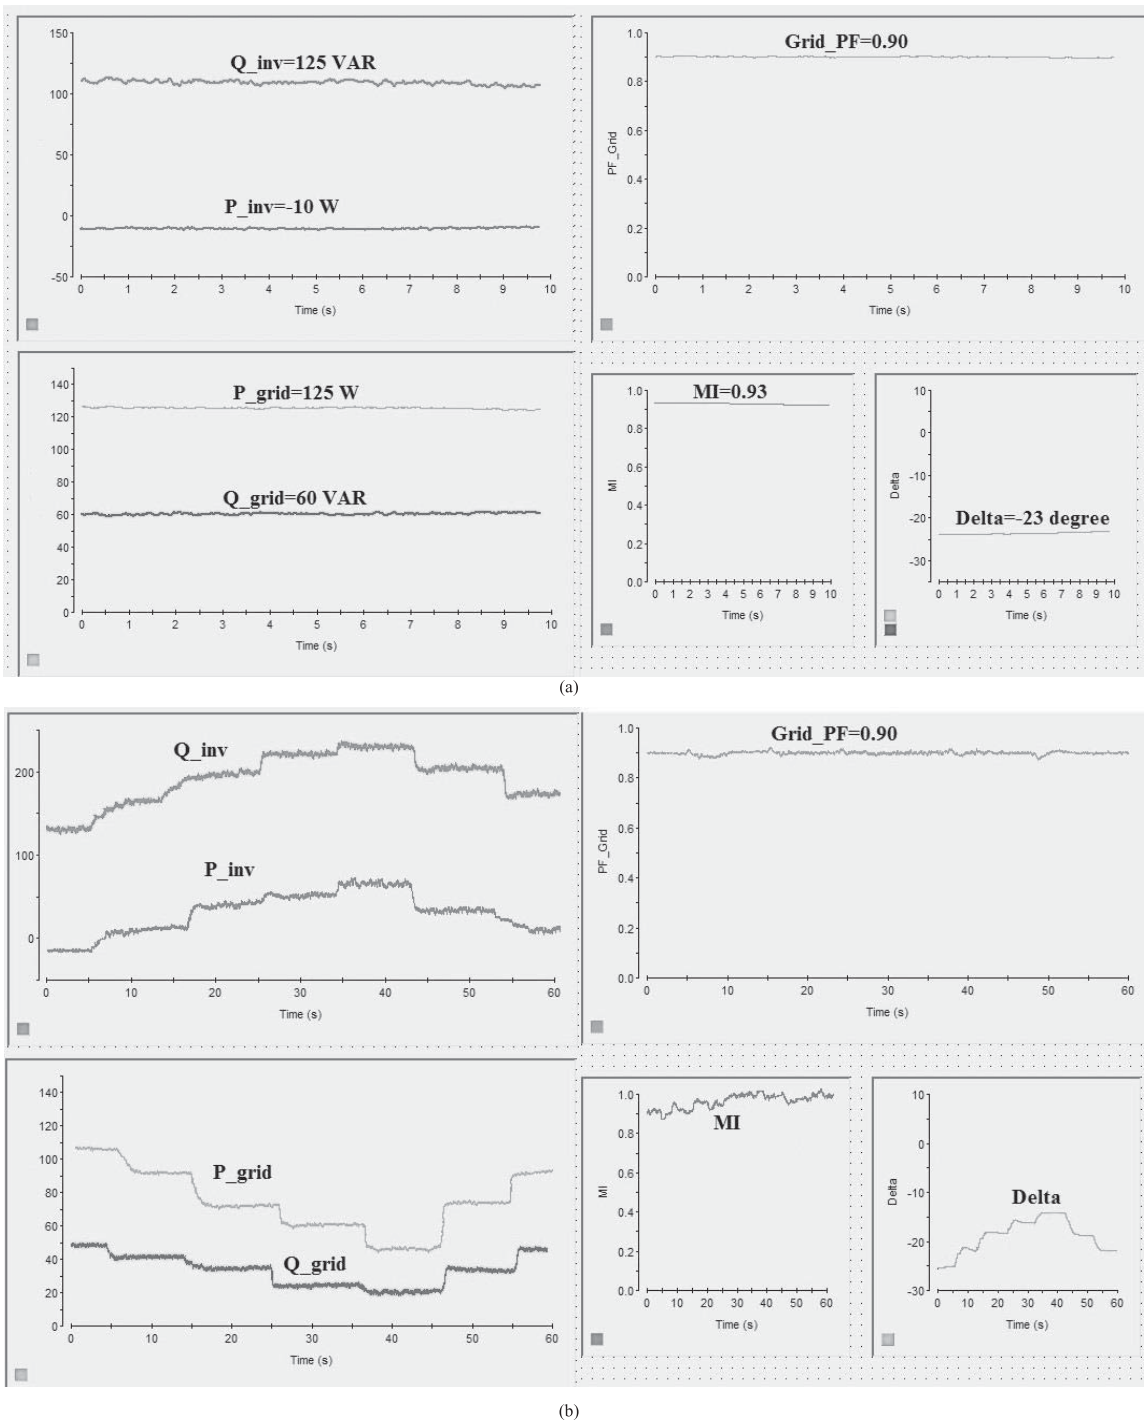 150
100
50
0
-50
Q_inv=125 VAR
P_inv=-10 W
0 1 2 3 4 5 6 7 8 9 10
Time (s)
1.0
0.8
0.6
0.4
0.2
0.0
PF_Grid
Grid_PF=0.90
0 1 2 3 4 5 6 7 8 9 10
Time (s)
140
120
100
80
60
40
20
0
P_grid=125 W
Q_grid=60 VAR
0 1 2 3 4 5 6 7 8 9 10
Time (s)
1.0
0.8
0.6
0.4
0.2
0.0
MI
MI=0.93
0 1 2 3 4 5 6 7 8 9 10
Time (s)
10
0
-10
-20
-30
Delta
Delta=-23 degree
0 1 2 3 4 5 6 7 8 9 10
Time (s)
(a)
200
100
0
Q_inv
P_inv
0 10 20 30 40 50 60
Time (s)
1.0
0.8
0.6
0.4
0.2
0.0
PF_Grid
Grid_PF=0.90
0 10 20 30 40 50 60
Time (s)
140
120
100
80
60
40
20
0
P_grid
Q_grid
0 10 20 30 40 50 60
Time (s)
1.0
0.8
0.6
0.4
0.2
0.0
MI
MI
0 10 20 30 40 50 60
Time (s)
10
0
-10
-20
-30
Delta
Delta
0 10 20 30 40 50 60
Time (s)
(b)